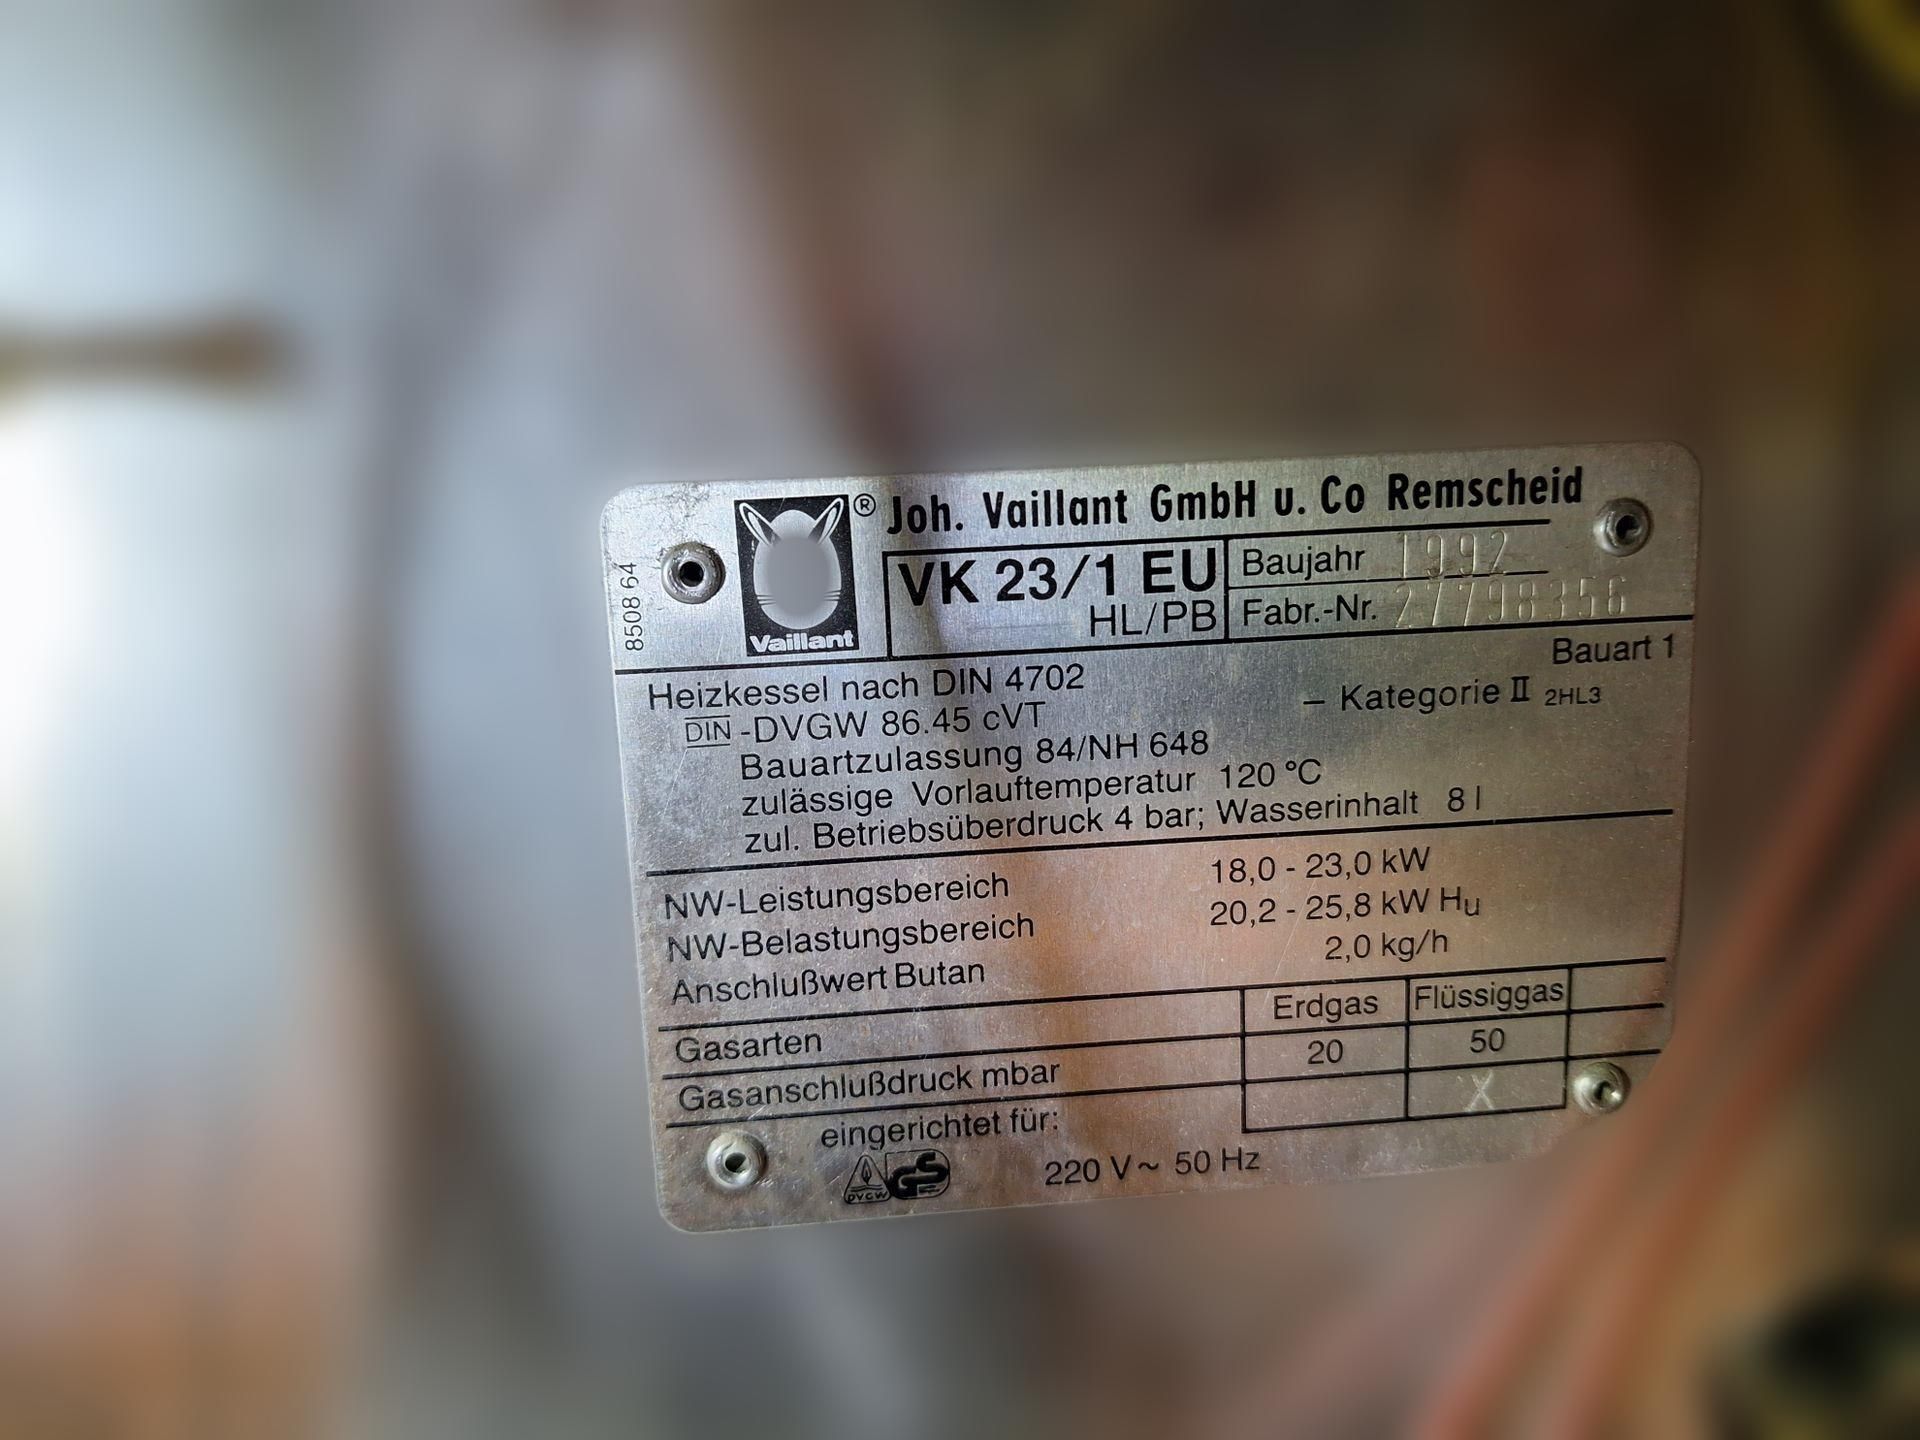 ® Joh. Vaillant GmbH u. Co Remscheid
850864
Vaillant
VK 23/1 EU
HL/PB
Baujahr 1992
Fabr.-Nr. 27798356
Bauart 1
Heizkessel nach DIN 4702
– Kategorie II 2HL3
DIN -DVGW 86.45 cVT
Bauartzulassung 84/NH 648
zulässige Vorlauftemperatur 120 °C
zul. Betriebsüberdruck 4 bar; Wasserinhalt 8 l
NW-Leistungsbereich 18,0 - 23,0 kW
NW-Belastungsbereich 20,2 - 25,8 kW Hu
Anschlußwert Butan 2,0 kg/h
Gasarten Erdgas Flüssiggas
Gasanschlußdruck mbar 20 50
eingerichtet für: X
DVGW GS 220 V~ 50 Hz